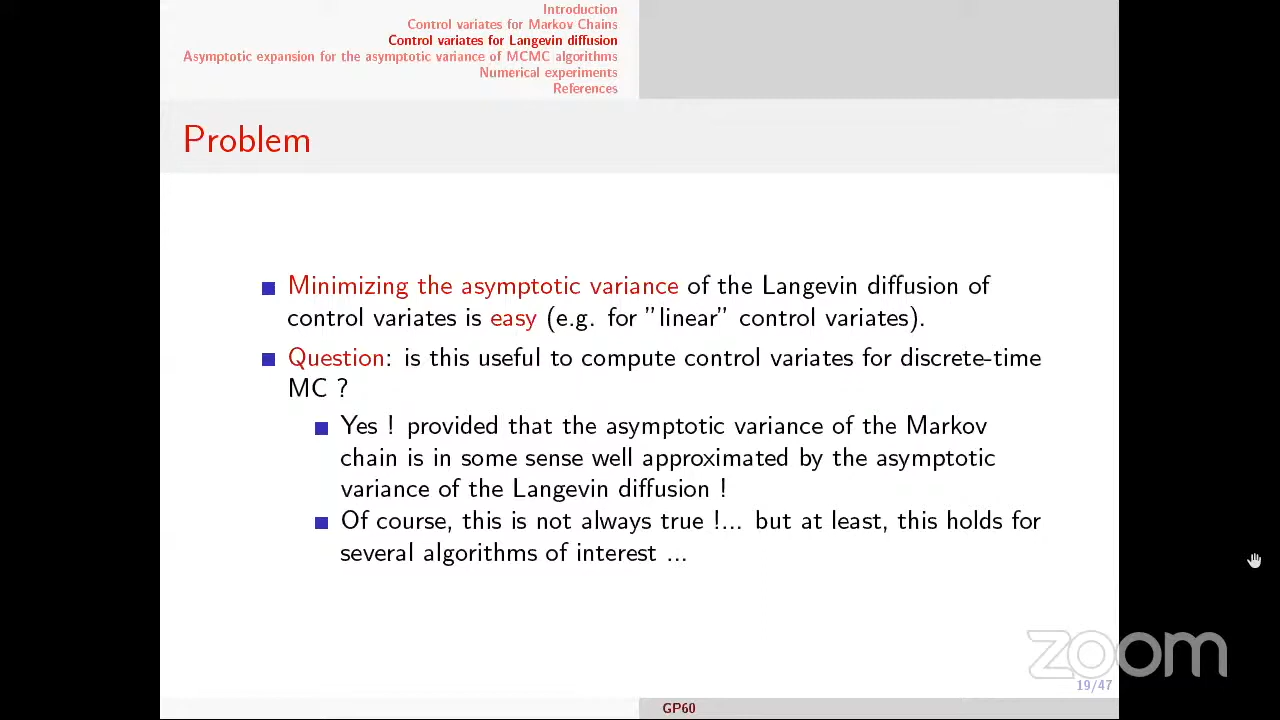 Introduction
Control variates for Markov Chains
Control variates for Langevin diffusion
Asymptotic expansion for the asymptotic variance of MCMC algorithms
Numerical experiments
References
Problem
Minimizing the asymptotic variance of the Langevin diffusion of
control variates is easy (e.g. for "linear" control variates).
Question: is this useful to compute control variates for discrete-time
MC ?
Yes ! provided that the asymptotic variance of the Markov
chain is in some sense well approximated by the asymptotic
variance of the Langevin diffusion !
Of course, this is not always true !... but at least, this holds for
several algorithms of interest ...
zoom
19/47
GP60